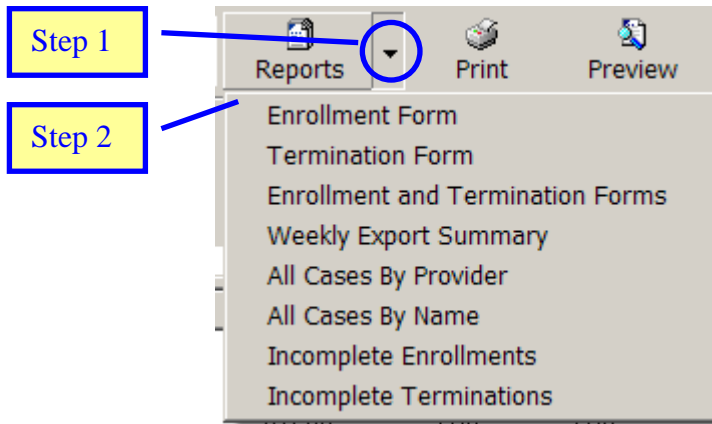 Step 1
Reports Print Preview
Step 2
Enrollment Form
Termination Form
Enrollment and Termination Forms
Weekly Export Summary
All Cases By Provider
All Cases By Name
Incomplete Enrollments
Incomplete Terminations